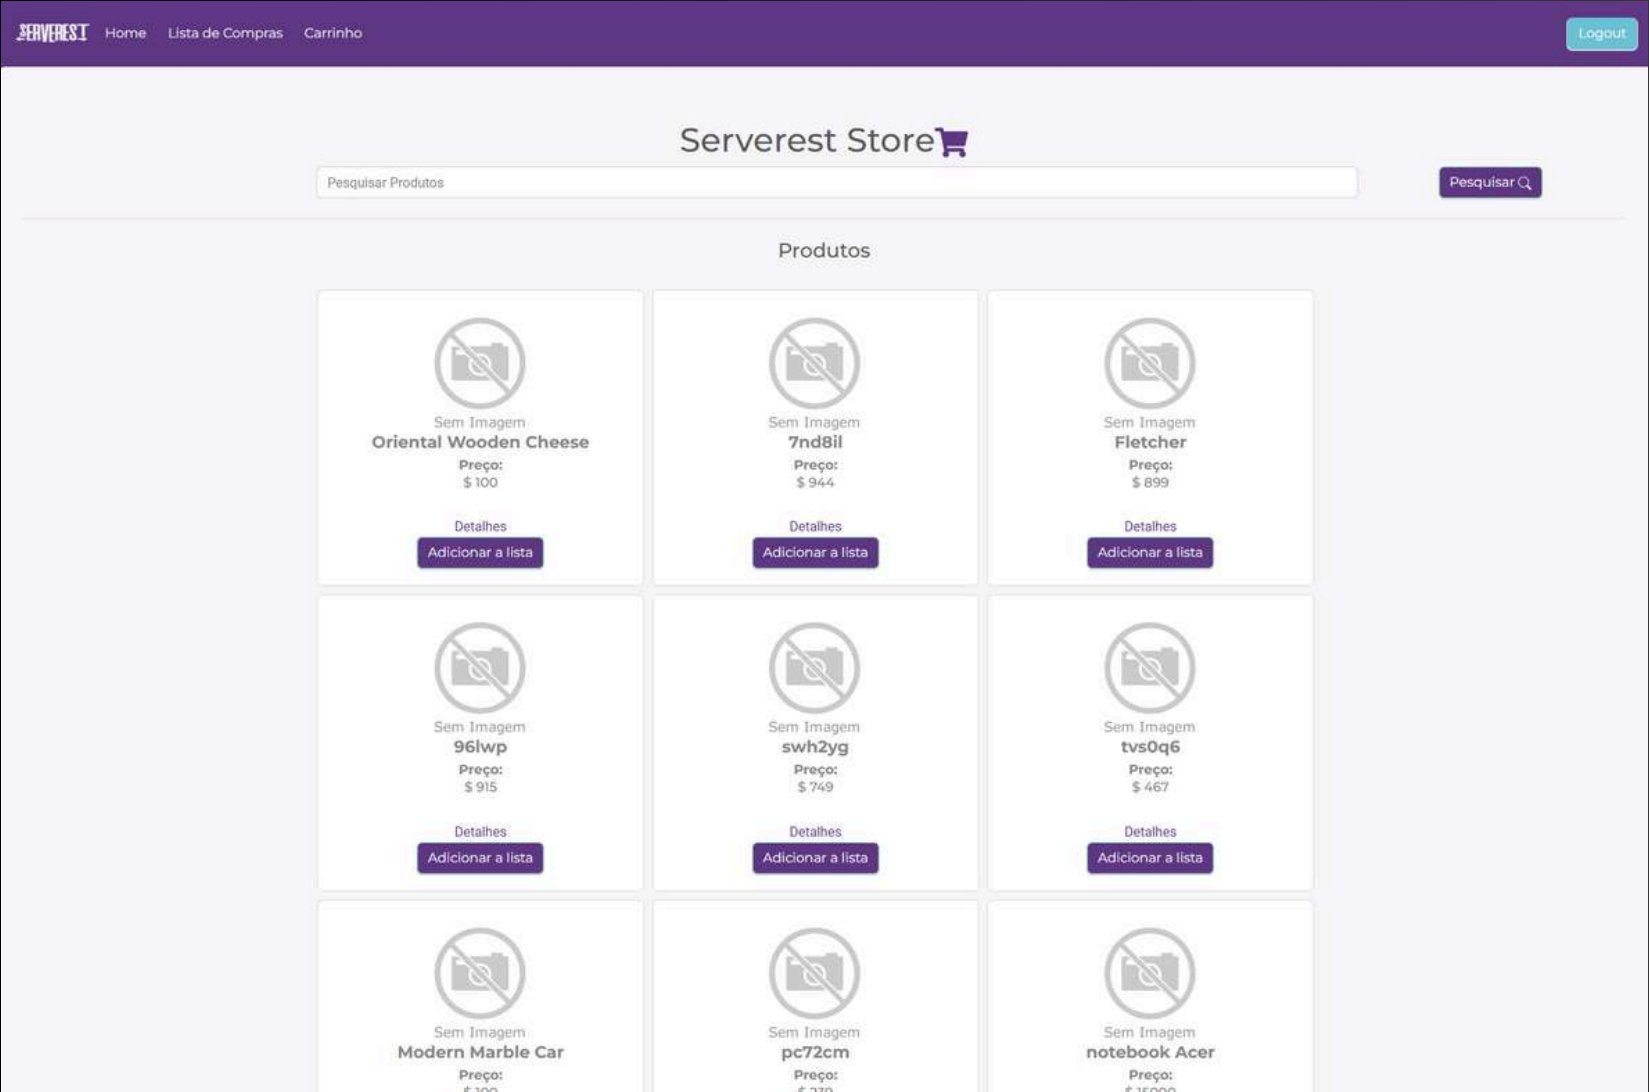 SERVEREST Home Lista de Compras Carrinho Logout
Serverest Store
Pesquisar Produtos Pesquisar
Produtos
Sem Imagem Sem Imagem Sem Imagem
Oriental Wooden Cheese 7nd8il Fletcher
Preço: Preço: Preço:
$ 100 $ 944 $ 899
Detalhes Detalhes Detalhes
Adicionar a lista Adicionar a lista Adicionar a lista
Sem Imagem Sem Imagem Sem Imagem
96lwp swh2yg tvs0q6
Preço: Preço: Preço:
$ 915 $ 749 $ 467
Detalhes Detalhes Detalhes
Adicionar a lista Adicionar a lista Adicionar a lista
Sem Imagem Sem Imagem Sem Imagem
Modern Marble Car pc72cm notebook Acer
Preço: Preço: Preço: